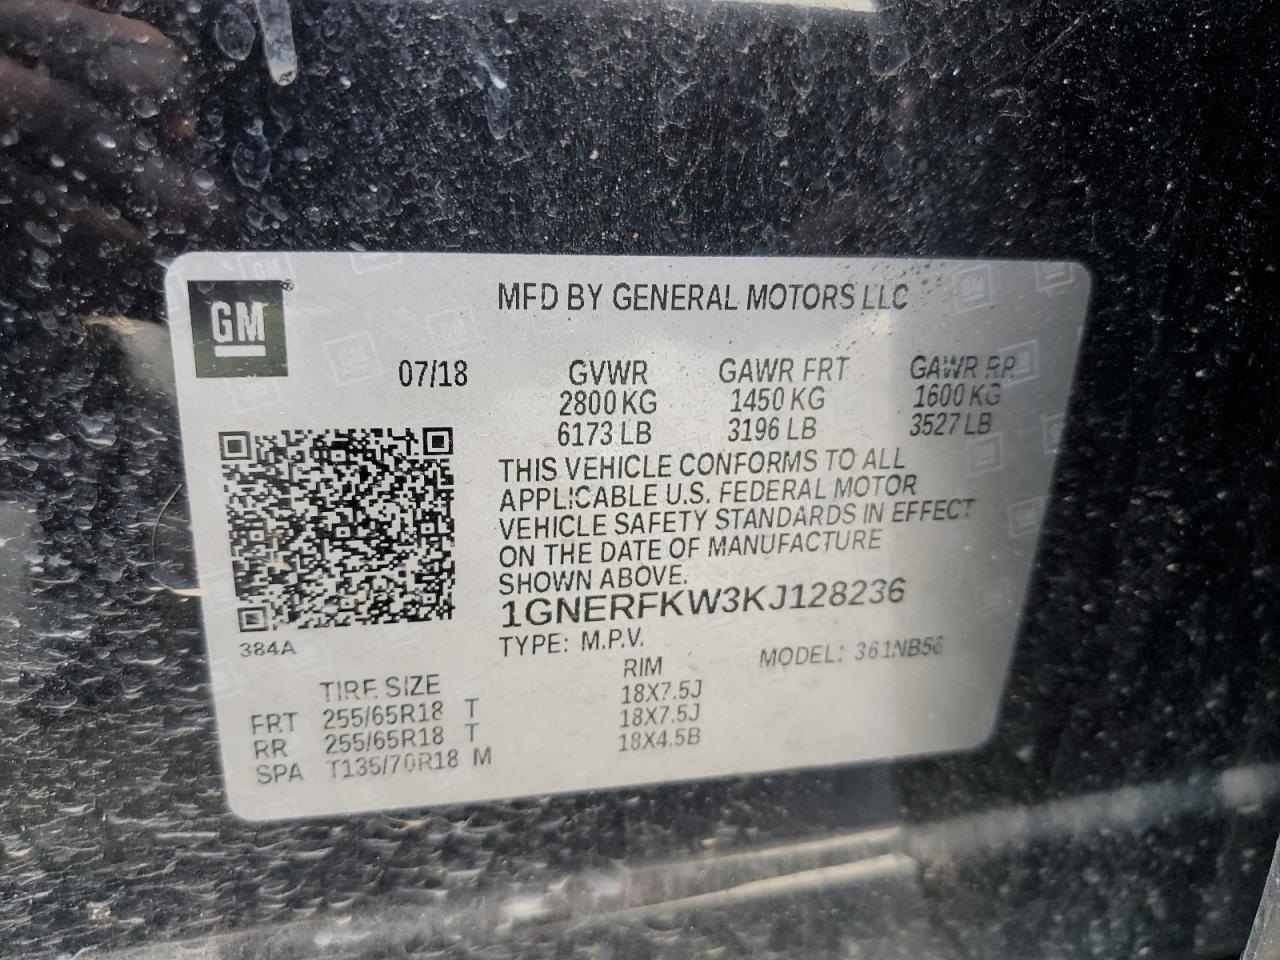 GM
MFD BY GENERAL MOTORS LLC
07/18 GVWR GAWR FRT GAWR RR
2800 KG 1450 KG 1600 KG
6173 LB 3196 LB 3527 LB
THIS VEHICLE CONFORMS TO ALL
APPLICABLE U.S. FEDERAL MOTOR
VEHICLE SAFETY STANDARDS IN EFFECT
ON THE DATE OF MANUFACTURE
SHOWN ABOVE.
1GNERFKW3KJ128236
384A
TYPE: M.P.V. MODEL: 361NB56
TIRE SIZE RIM
FRT 255/65R18 T 18X7.5J
RR 255/65R18 T 18X7.5J
SPA T135/70R18 M 18X4.5B